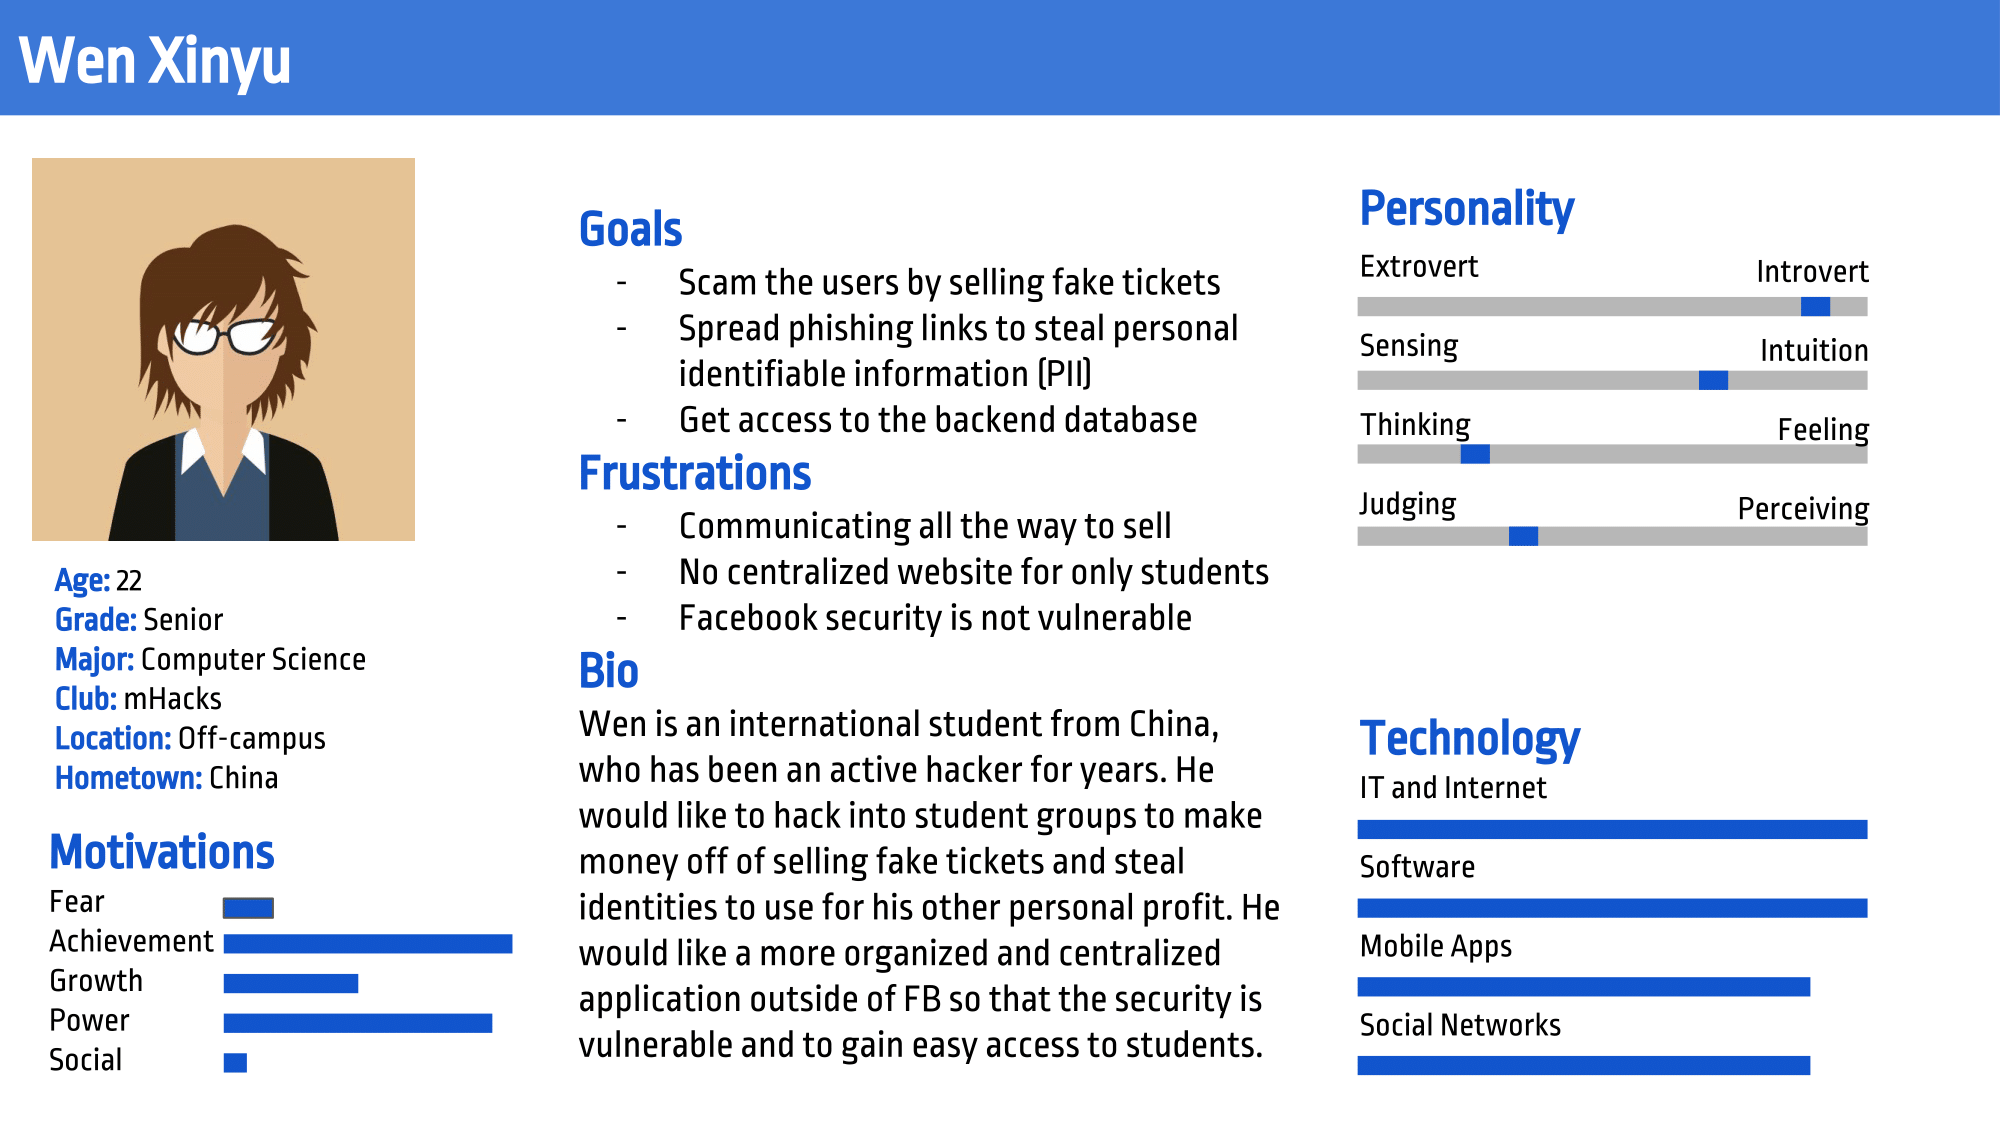 Wen Xinyu
Age: 22
Grade: Senior
Major: Computer Science
Club: mHacks
Location: Off-campus
Hometown: China
Motivations
Fear
Achievement
Growth
Power
Social
Goals
- Scam the users by selling fake tickets
- Spread phishing links to steal personal
identifiable information (PII)
- Get access to the backend database
Frustrations
- Communicating all the way to sell
- No centralized website for only students
- Facebook security is not vulnerable
Bio
Wen is an international student from China,
who has been an active hacker for years. He
would like to hack into student groups to make
money off of selling fake tickets and steal
identities to use for his other personal profit. He
would like a more organized and centralized
application outside of FB so that the security is
vulnerable and to gain easy access to students.
Personality
Extrovert Introvert
Sensing Intuition
Thinking Feeling
Judging Perceiving
Technology
IT and Internet
Software
Mobile Apps
Social Networks